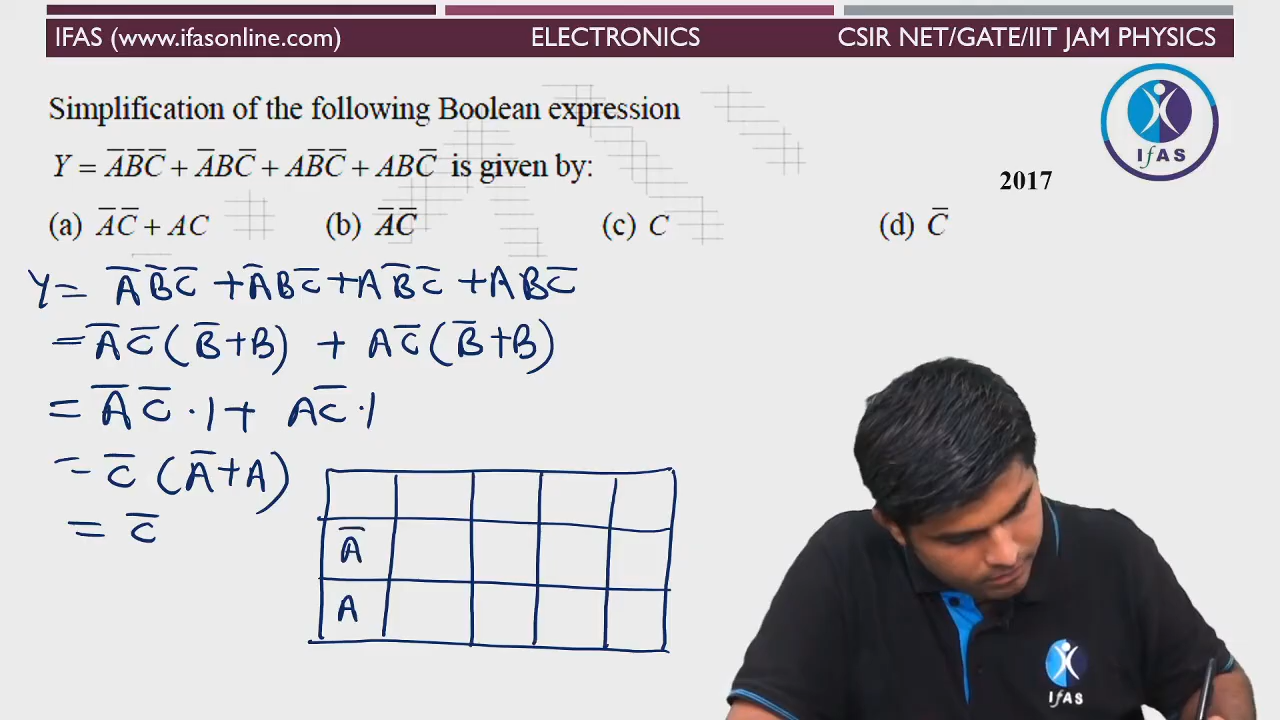 IFAS (www.ifasonline.com) ELECTRONICS CSIR NET/GATE/IIT JAM PHYSICS
IfAS
Simplification of the following Boolean expression
Y = A̅B̅C̅ + A̅BC̅ + AB̅C̅ + ABC̅ is given by:
2017
(a) A̅C̅ + AC (b) A̅C̅ (c) C (d) C̅
Y = A̅B̅C̅ + A̅BC̅ + AB̅C̅ + ABC̅
= A̅C̅(B̅+B) + AC̅(B̅+B)
= A̅C̅·1 + AC̅·1
= C̅(A̅+A)
= C̅
A̅
A
IfAS